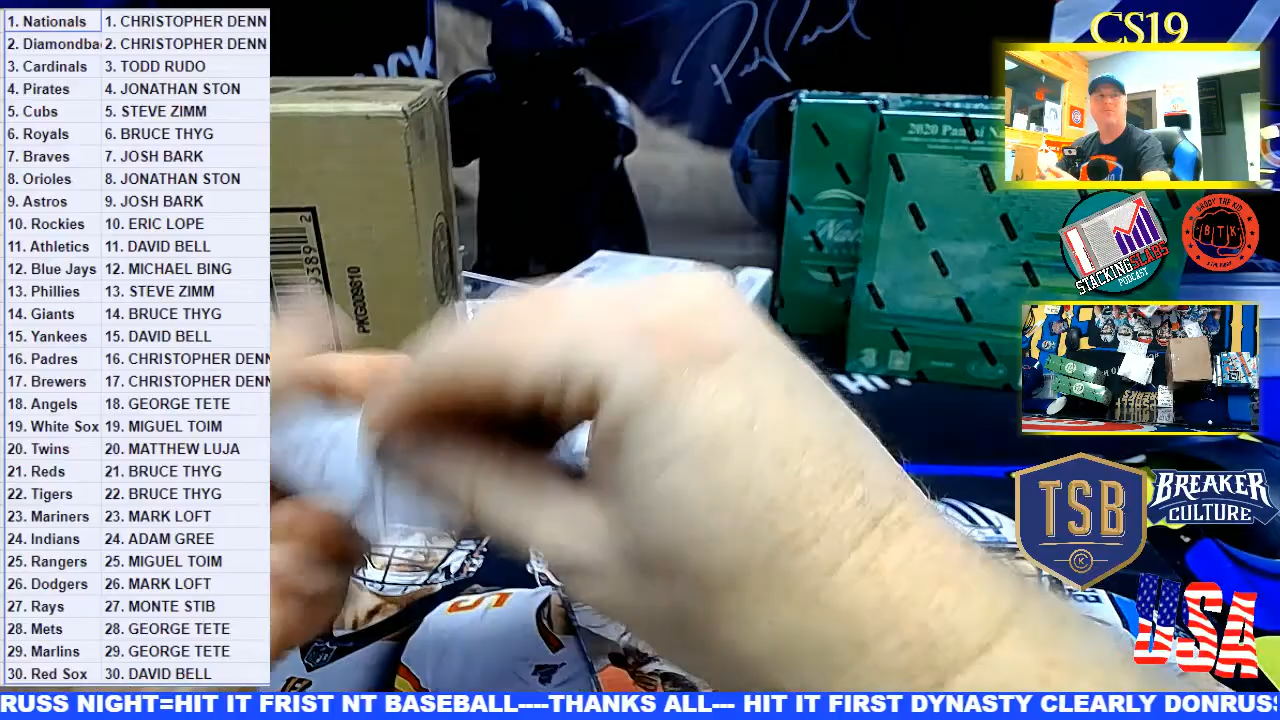 1. Nationals 1. CHRISTOPHER DENN
2. Diamondba 2. CHRISTOPHER DENN
3. Cardinals 3. TODD RUDO
4. Pirates 4. JONATHAN STON
5. Cubs 5. STEVE ZIMM
6. Royals 6. BRUCE THYG
7. Braves 7. JOSH BARK
8. Orioles 8. JONATHAN STON
9. Astros 9. JOSH BARK
10. Rockies 10. ERIC LOPE
11. Athletics 11. DAVID BELL
12. Blue Jays 12. MICHAEL BING
13. Phillies 13. STEVE ZIMM
14. Giants 14. BRUCE THYG
15. Yankees 15. DAVID BELL
16. Padres 16. CHRISTOPHER DENN
17. Brewers 17. CHRISTOPHER DENN
18. Angels 18. GEORGE TETE
19. White Sox 19. MIGUEL TOIM
20. Twins 20. MATTHEW LUJA
21. Reds 21. BRUCE THYG
22. Tigers 22. BRUCE THYG
23. Mariners 23. MARK LOFT
24. Indians 24. ADAM GREE
25. Rangers 25. MIGUEL TOIM
26. Dodgers 26. MARK LOFT
27. Rays 27. MONTE STIB
28. Mets 28. GEORGE TETE
29. Marlins 29. GEORGE TETE
30. Red Sox 30. DAVID BELL
PKG03810
2020 Panini
CS19
STACKINGSLABS
PODCAST
BRODY THE KID
BTK
TSB
K
BREAKER
CULTURE
USA
RUSS NIGHT=HIT IT FRIST NT BASEBALL----THANKS ALL--- HIT IT FIRST DYNASTY CLEARLY DONRUSS